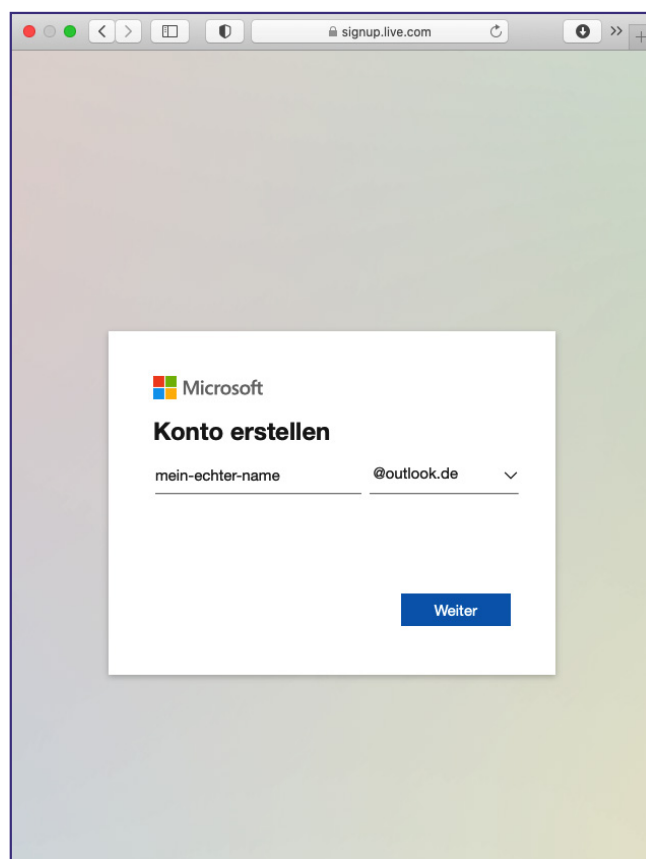 signup.live.com
Microsoft
Konto erstellen
mein-echter-name @outlook.de
Weiter